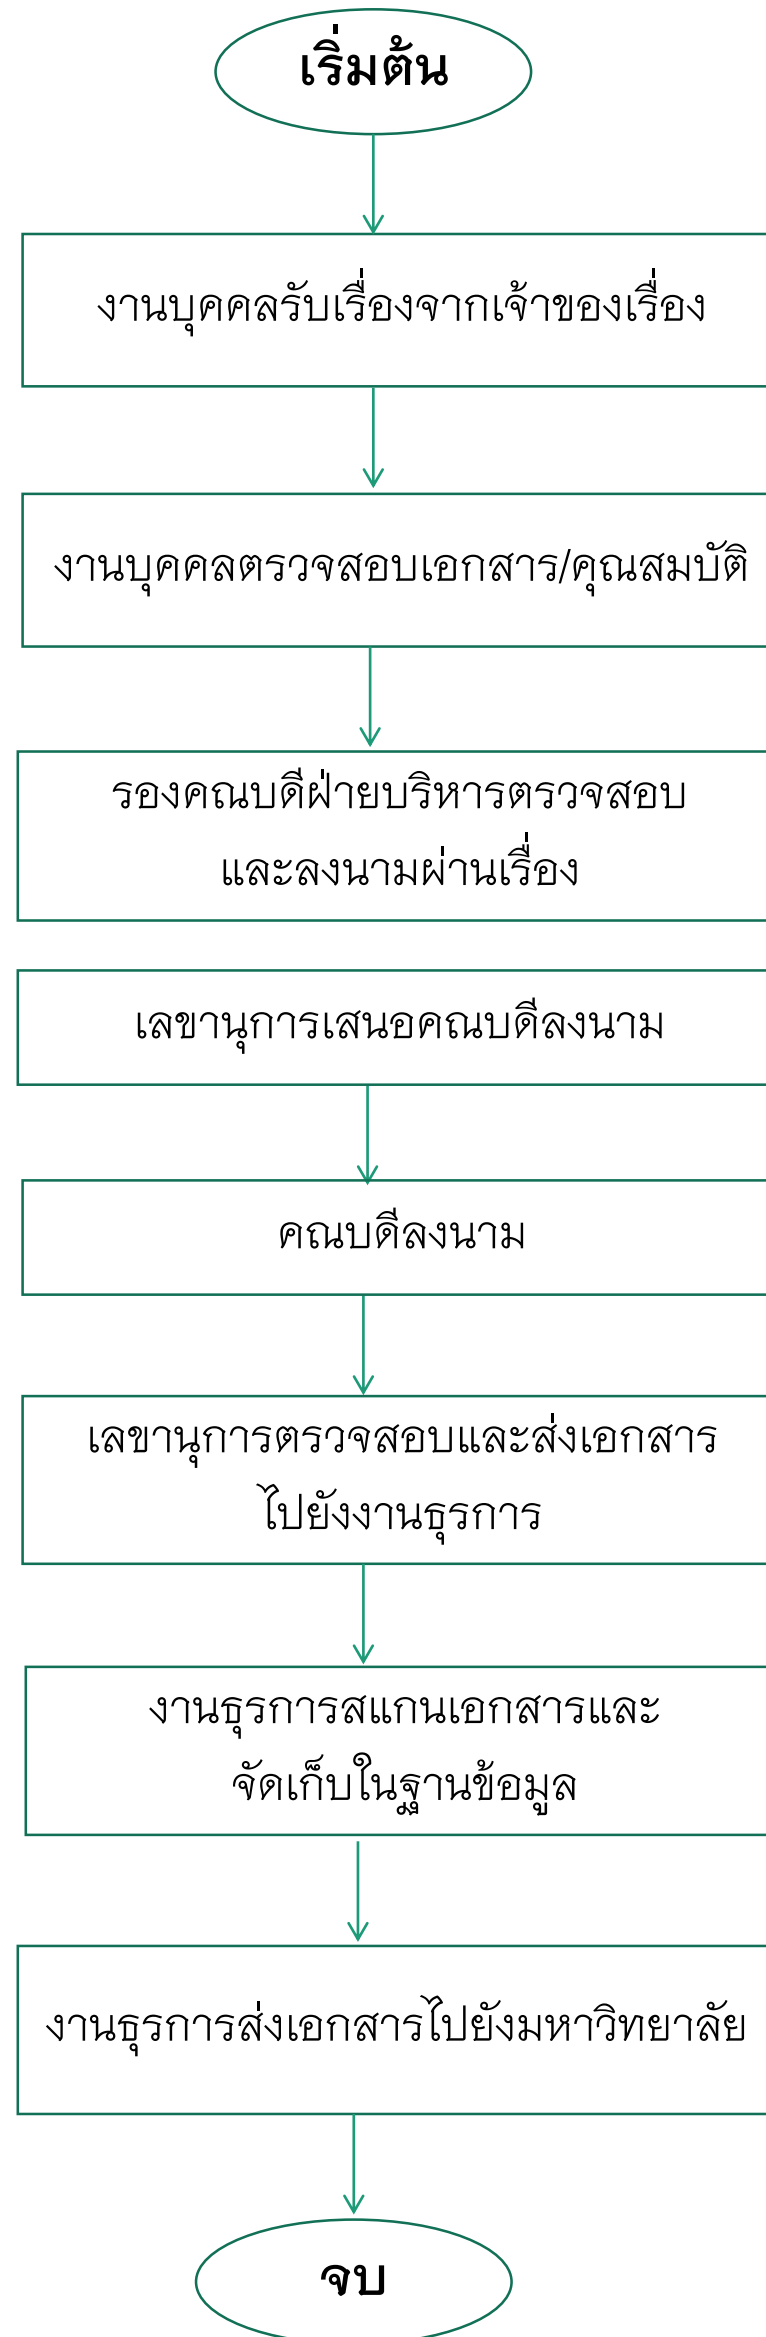 เริ่มต้น
งานบุคคลรับเรื่องจากเจ้าของเรื่อง
งานบุคคลตรวจสอบเอกสาร/คุณสมบัติ
รองคณบดีฝ่ายบริหารตรวจสอบ
และลงนามผ่านเรื่อง
เลขานุการเสนอคณบดีลงนาม
คณบดีลงนาม
เลขานุการตรวจสอบและส่งเอกสาร
ไปยังงานธุรการ
งานธุรการสแกนเอกสารและ
จัดเก็บในฐานข้อมูล
งานธุรการส่งเอกสารไปยังมหาวิทยาลัย
จบ